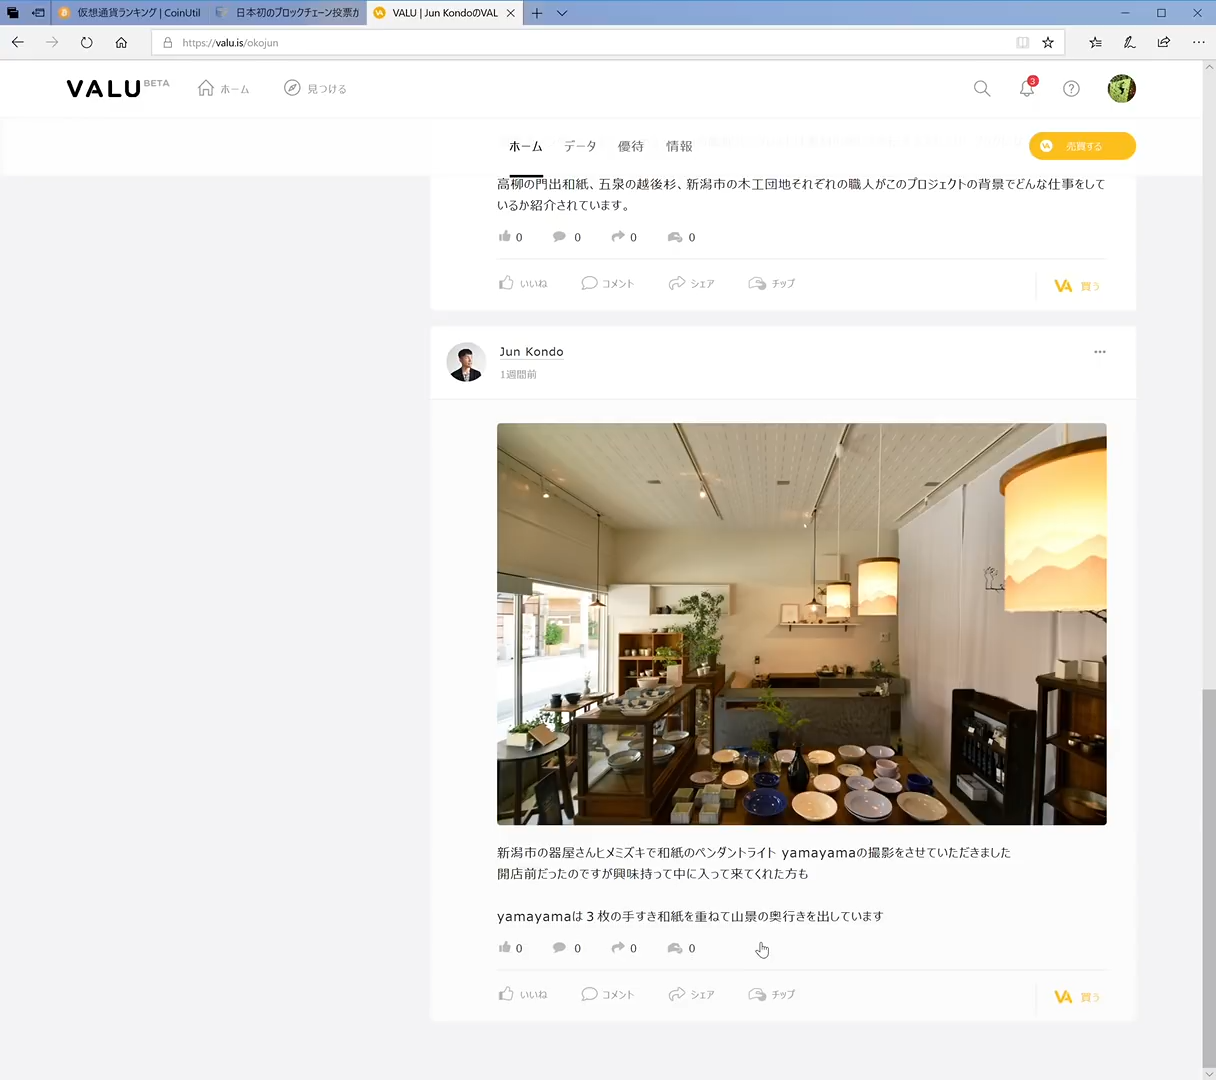 仮想通貨ランキング | CoinUtil
日本初のブロックチェーン投票が
VALU | Jun KondoのVAL
https://valu.is/okojun
VALU BETA
ホーム
見つける
3
ホーム
データ
優待
情報
売買する
高柳の門出和紙、五泉の越後杉、新潟市の木工団地それぞれの職人がこのプロジェクトの背景でどんな仕事をして
いるか紹介されています。
0 0 0 0
いいね コメント シェア チップ VA 買う
Jun Kondo
1週間前
新潟市の器屋さんヒメミズキで和紙のペンダントライト yamayamaの撮影をさせていただきました
開店前だったのですが興味持って中に入って来てくれた方も
yamayamaは３枚の手すき和紙を重ねて山景の奥行きを出しています
0 0 0 0
いいね コメント シェア チップ VA 買う